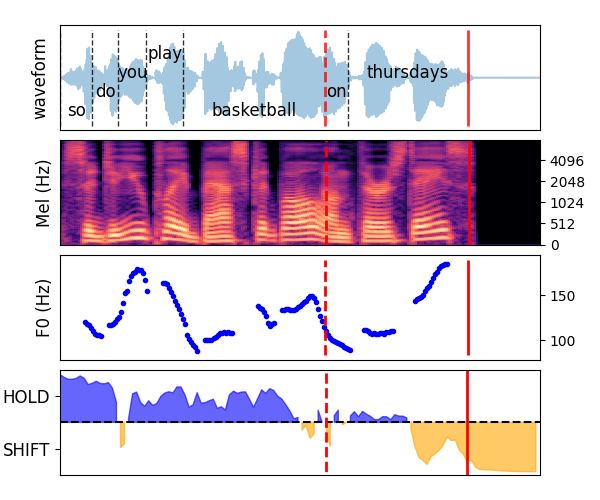 waveform
so
do
you
play
basketball
on
thursdays
Mel (Hz)
4096
2048
1024
512
0
F0 (Hz)
150
100
HOLD
SHIFT